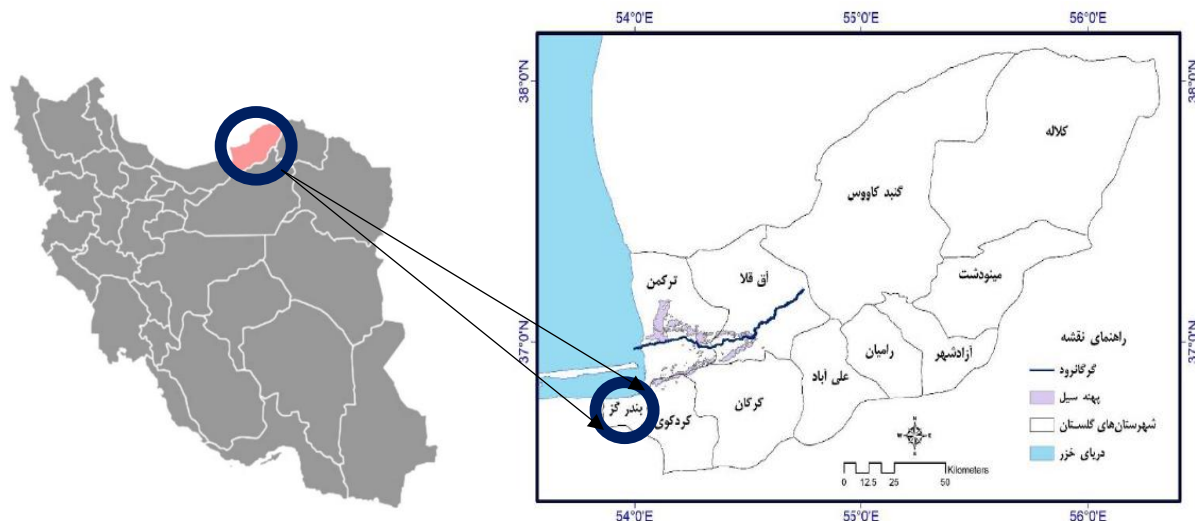 54°0'E 55°0'E 56°0'E
38°0'N 38°0'N
کلاله
گنبد کاووس
مینودشت
آق قلا
ترکمن
37°0'N 37°0'N
راهنمای نقشه
آزادشهر
رامیان
علی آباد
گرگانرود
کرکان
بندر گز
کردکوی
پهنه سیل
شهرستان‌های گلستان
دریای خزر
N
W E
S
Kilometers
0 12.5 25 50
54°0'E 55°0'E 56°0'E